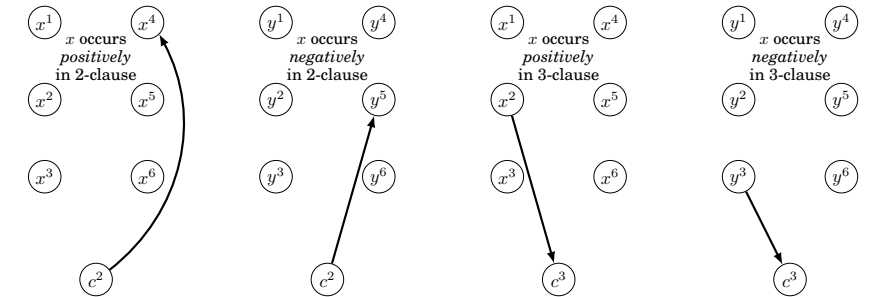 x¹ x⁴ y¹ y⁴ x¹ x⁴ y¹ y⁴
x occurs x occurs x occurs x occurs
positively negatively positively negatively
in 2-clause in 2-clause in 3-clause in 3-clause
x² x⁵ y² y⁵ x² x⁵ y² y⁵
x³ x⁶ y³ y⁶ x³ x⁶ y³ y⁶
c² c² c³ c³